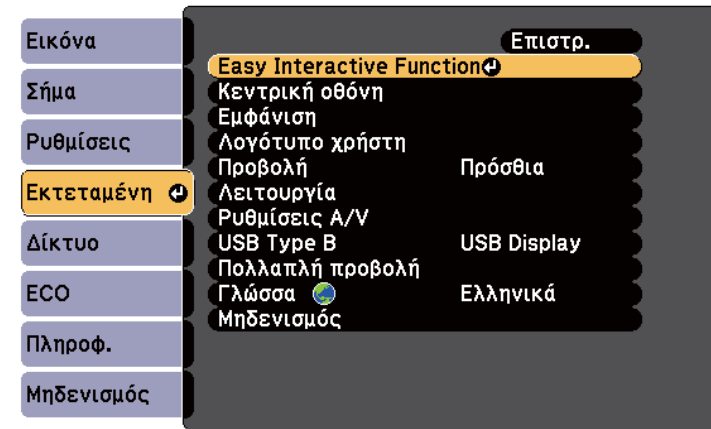 Εικόνα
Σήμα
Ρυθμίσεις
Εκτεταμένη
Δίκτυο
ECO
Πληροφ.
Μηδενισμός
Επιστρ.
Easy Interactive Function
Κεντρική οθόνη
Εμφάνιση
Λογότυπο χρήστη
Προβολή Πρόσθια
Λειτουργία
Ρυθμίσεις A/V
USB Type B USB Display
Πολλαπλή προβολή
Γλώσσα Ελληνικά
Μηδενισμός